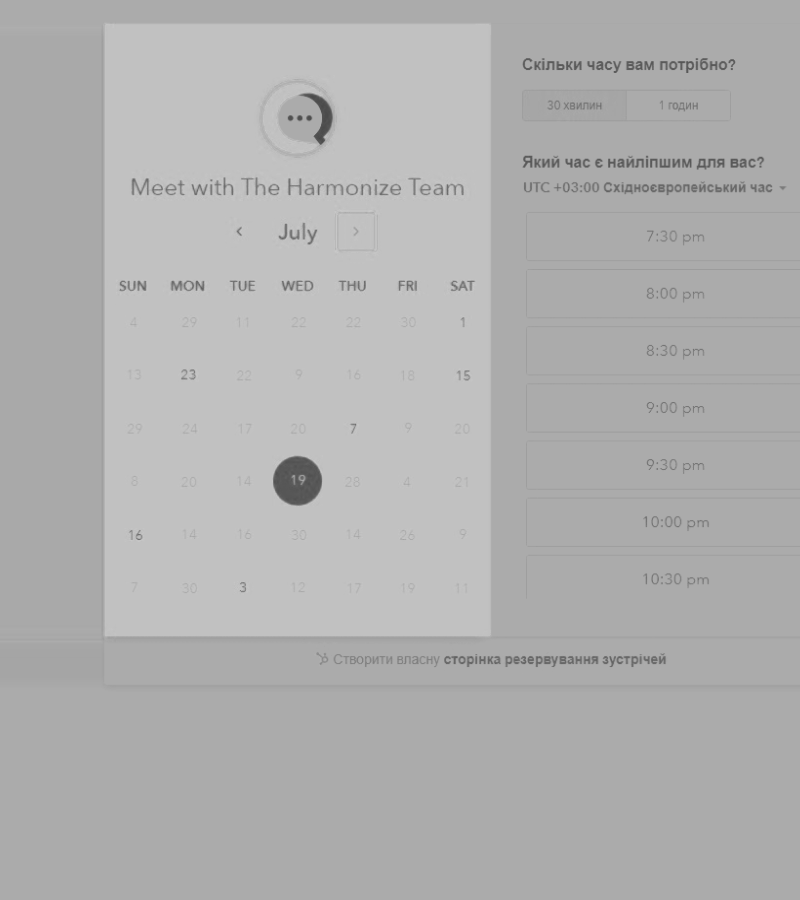 Meet with The Harmonize Team
July
SUN MON TUE WED THU FRI SAT
4 29 11 22 22 30 1
13 23 22 9 16 18 15
29 24 17 20 7 9 20
8 20 14 19 28 4 21
16 14 16 30 14 26 9
7 30 3 12 17 19 11
Скільки часу вам потрібно?
30 хвилин 1 годин
Який час є найліпшим для вас?
UTC +03:00 Східноєвропейський час
7:30 pm
8:00 pm
8:30 pm
9:00 pm
9:30 pm
10:00 pm
10:30 pm
Створити власну сторінка резервування зустрічей